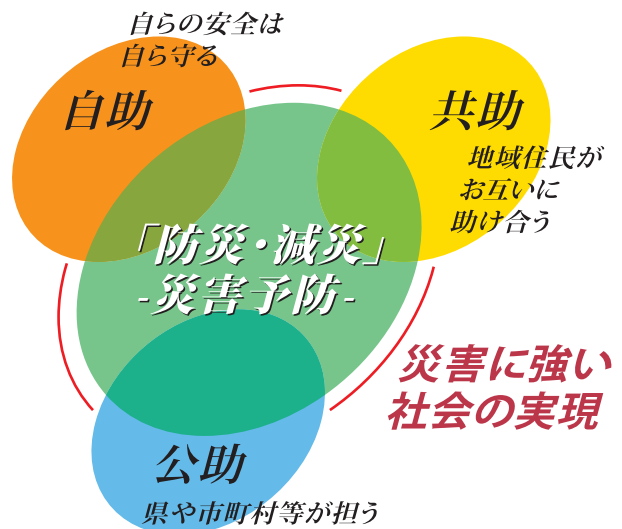 自らの安全は
自ら守る
自助
共助
地域住民が
お互いに
助け合う
「防災・減災」
-災害予防-
災害に強い
社会の実現
公助
県や市町村等が担う